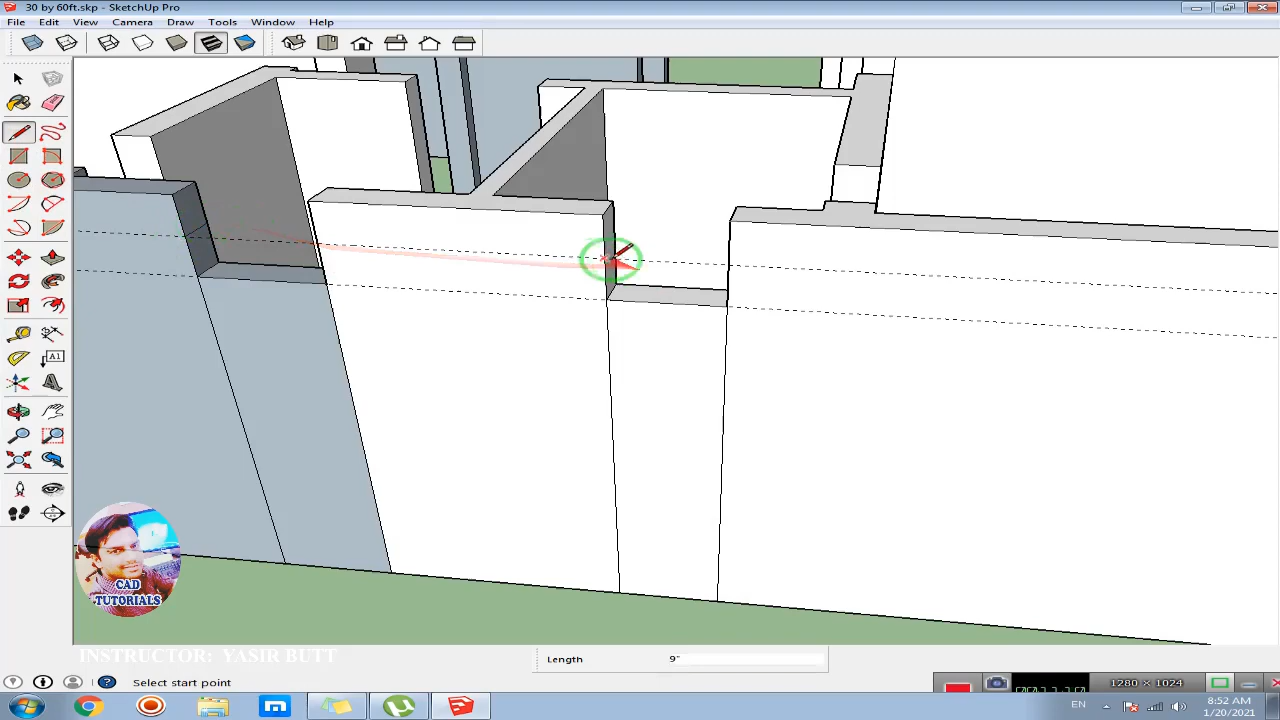 30 by 60ft.skp - SketchUp Pro
File Edit View Camera Draw Tools Window Help
A1
CAD
TUTORIALS
INSTRUCTOR: YASIR BUTT
Length 9"
Select start point
1280 × 1024
EN
8:52 AM
1/20/2021